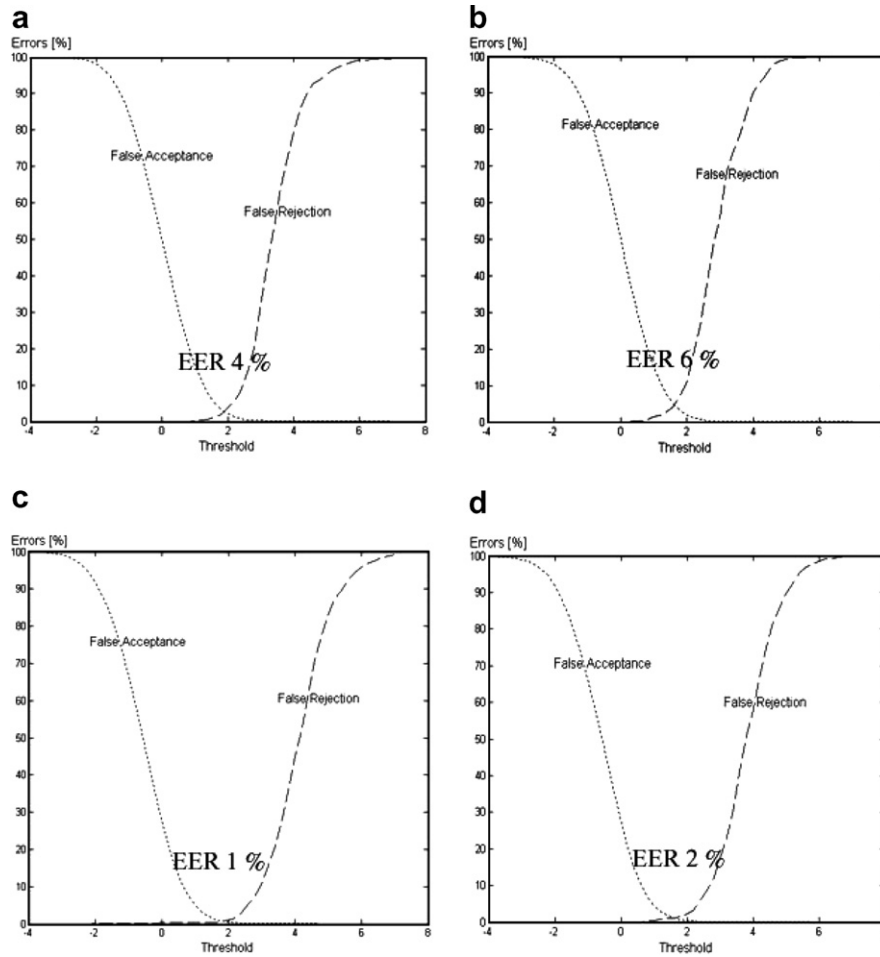 a
Errors [%]
100
90
80
70
60
50
40
30
20
10
0
False Acceptance
False Rejection
EER 4 %
-4 -2 0 2 4 6 8
Threshold
b
Errors [%]
100
90
80
70
60
50
40
30
20
10
0
False Acceptance
False Rejection
EER 6 %
-4 -2 0 2 4 6
Threshold
c
Errors [%]
100
90
80
70
60
50
40
30
20
10
0
False Acceptance
False Rejection
EER 1 %
-4 -2 0 2 4 6 8
Threshold
d
Errors [%]
100
90
80
70
60
50
40
30
20
10
0
False Acceptance
False Rejection
EER 2 %
-4 -2 0 2 4 6
Threshold